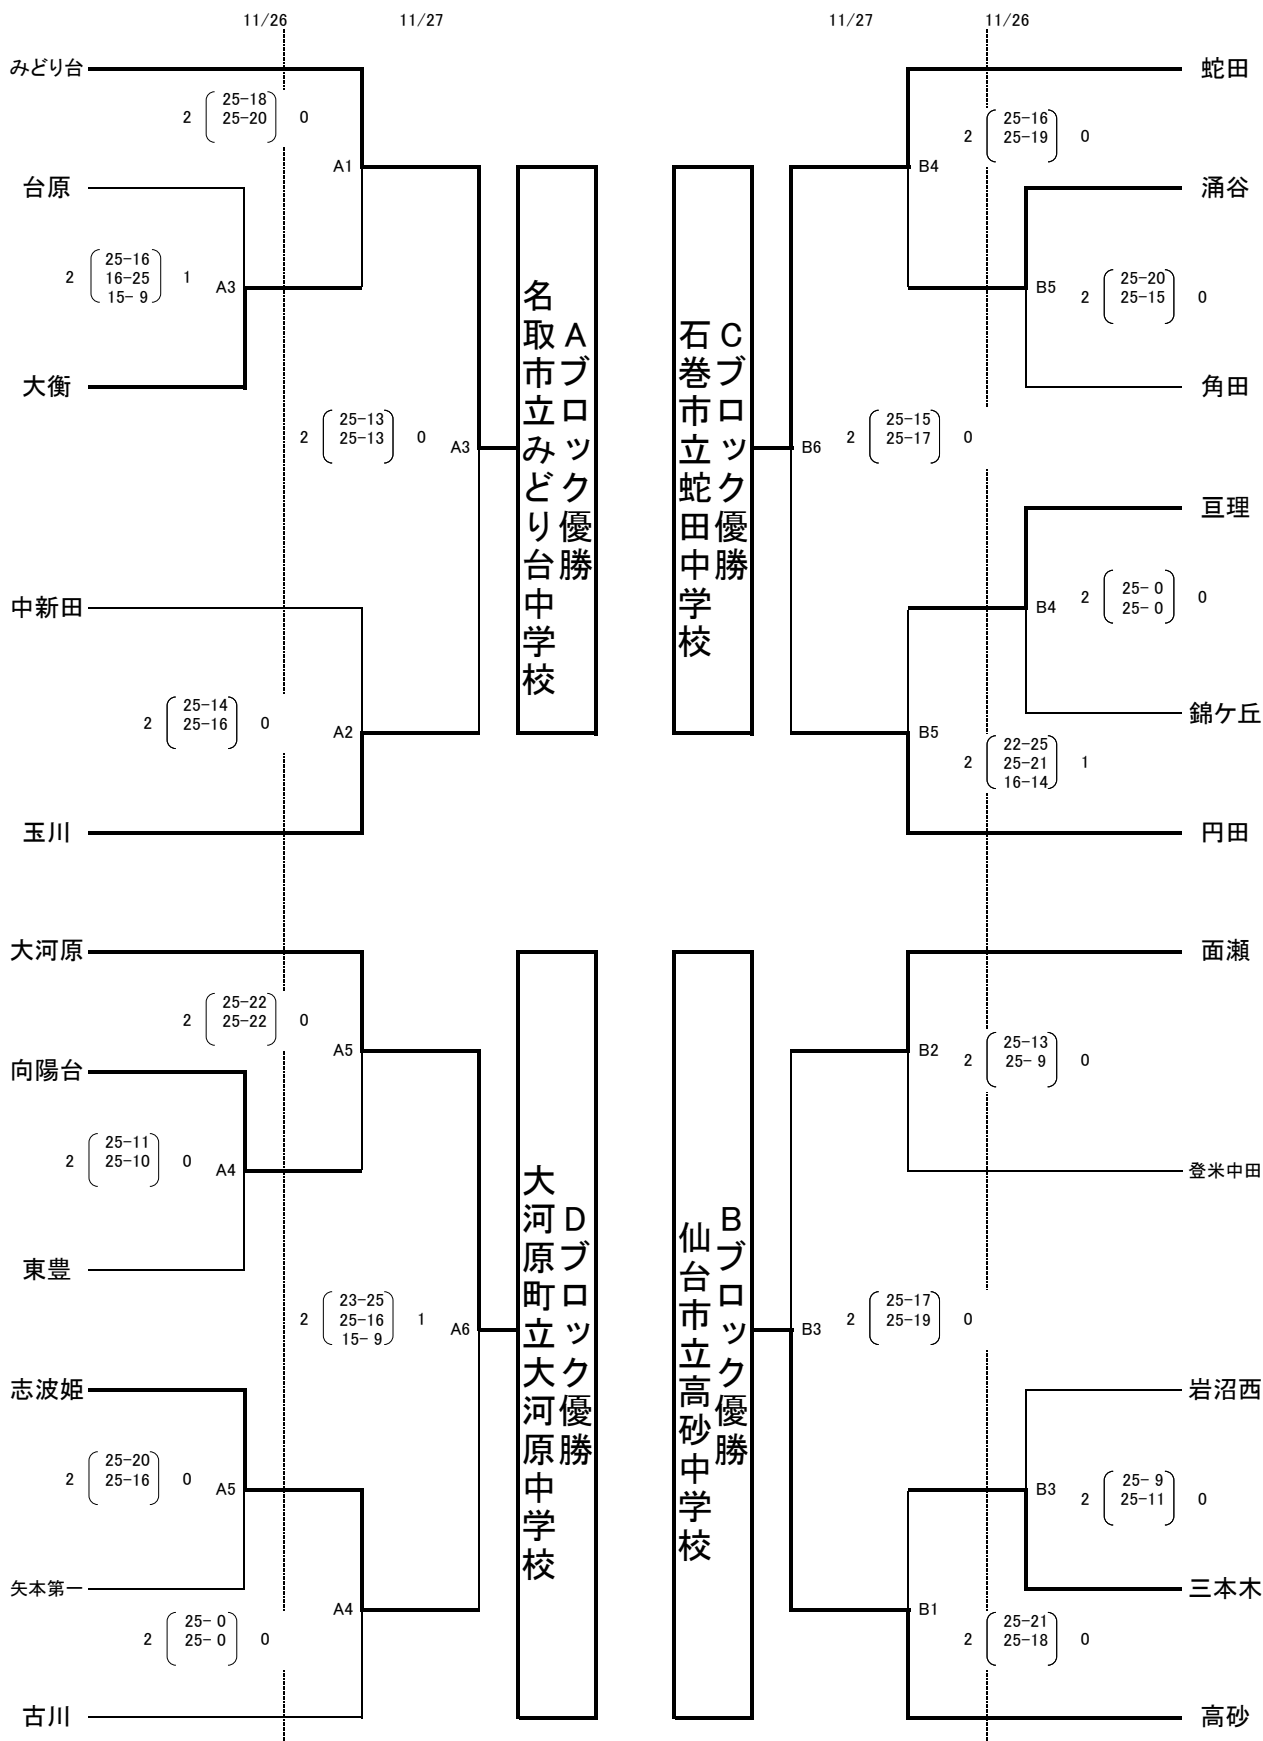 11/26 11/27 11/27 11/26
みどり台
2 25-18 0
25-20
A1
台原
2 25-16 1
16-25
15- 9
A3
大衡
2 25-13 0
25-13
A3
中新田
2 25-14 0
25-16
A2
玉川
Aブロック優勝
名取市立みどり台中学校
蛇田
2 25-16 0
25-19
B4
涌谷
2 25-20 0
25-15
B5
角田
2 25-15 0
25-17
B6
亘理
2 25- 0 0
25- 0
B4
錦ケ丘
2 22-25 1
25-21
16-14
B5
円田
Cブロック優勝
石巻市立蛇田中学校
大河原
2 25-22 0
25-22
A5
向陽台
2 25-11 0
25-10
A4
東豊
2 23-25 1
25-16
15- 9
A6
志波姫
2 25-20 0
25-16
A5
矢本第一
2 25- 0 0
25- 0
A4
古川
Dブロック優勝
大河原町立大河原中学校
面瀬
2 25-13 0
25- 9
B2
登米中田
2 25-17 0
25-19
B3
岩沼西
2 25- 9 0
25-11
B3
三本木
2 25-21 0
25-18
B1
高砂
Bブロック優勝
仙台市立高砂中学校